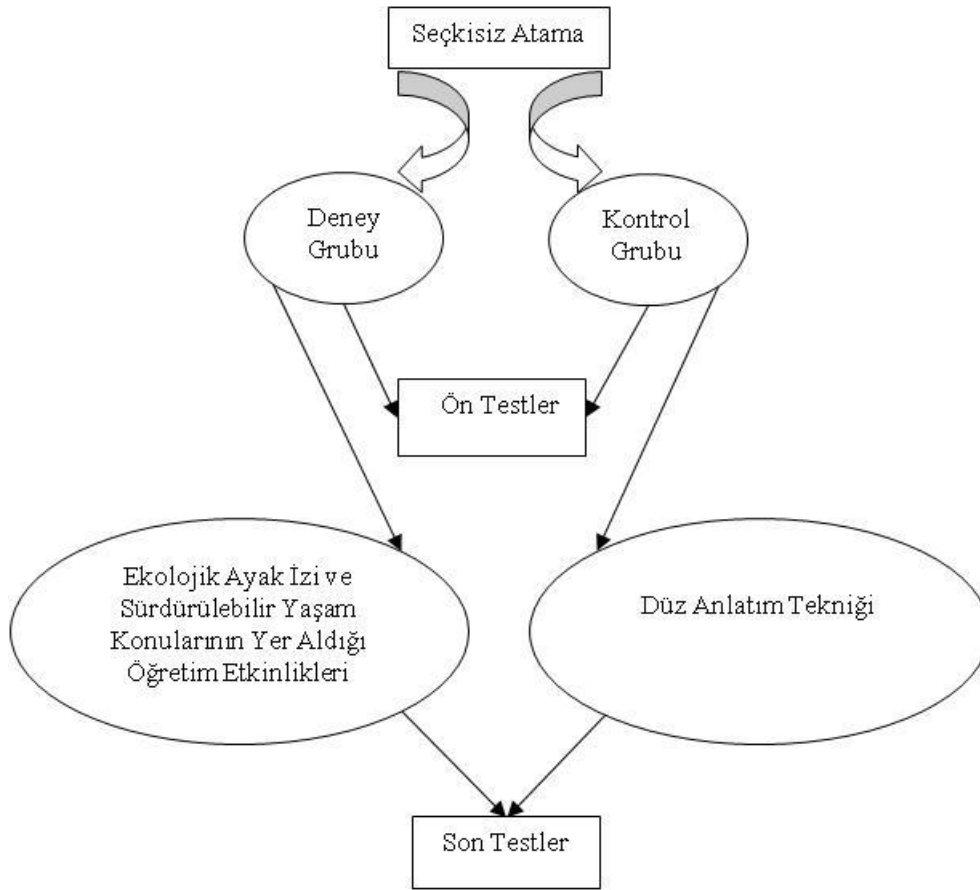 Seçkisiz Atama
Deney
Grubu
Kontrol
Grubu
Ön Testler
Ekolojik Ayak İzi ve
Sürdürülebilir Yaşam
Konularının Yer Aldığı
Öğretim Etkinlikleri
Düz Anlatım Tekniği
Son Testler